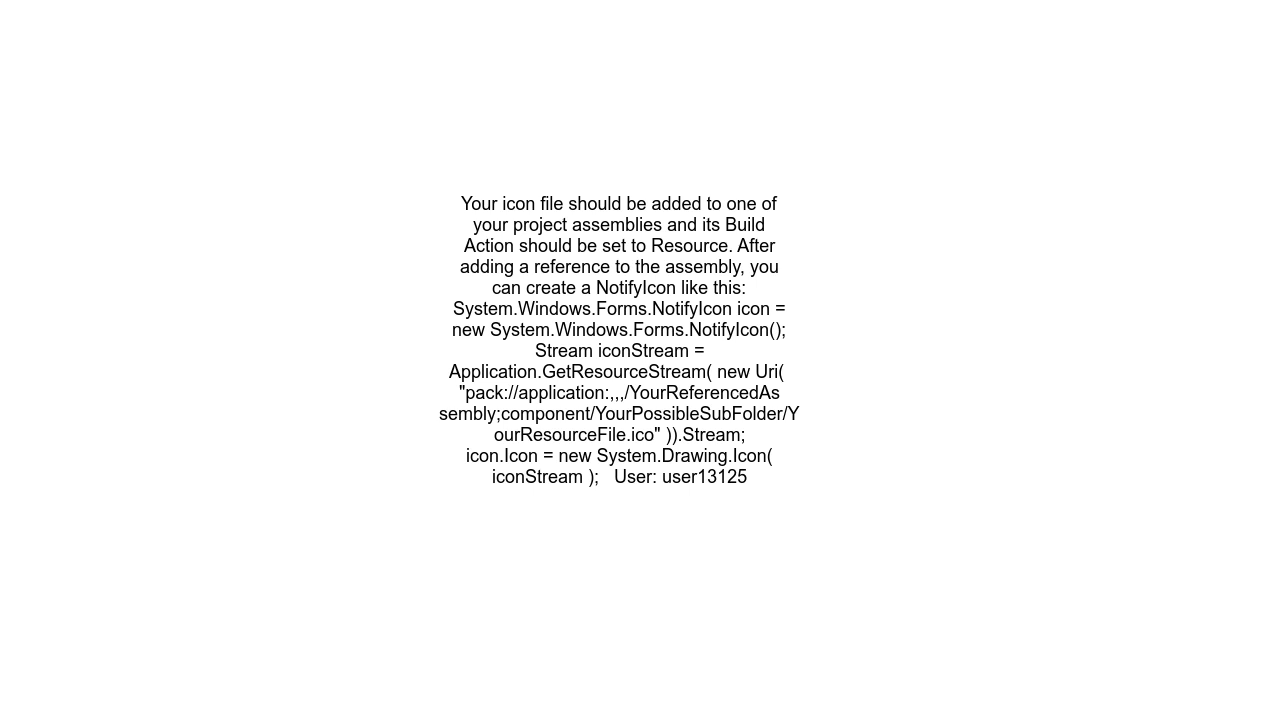 Your icon file should be added to one of
your project assemblies and its Build
Action should be set to Resource. After
adding a reference to the assembly, you
can create a NotifyIcon like this:
System.Windows.Forms.NotifyIcon icon =
new System.Windows.Forms.NotifyIcon();
Stream iconStream =
Application.GetResourceStream( new Uri(
"pack://application:,,,/YourReferencedAs
sembly;component/YourPossibleSubFolder/Y
ourResourceFile.ico" )).Stream;
icon.Icon = new System.Drawing.Icon(
iconStream );   User: user13125